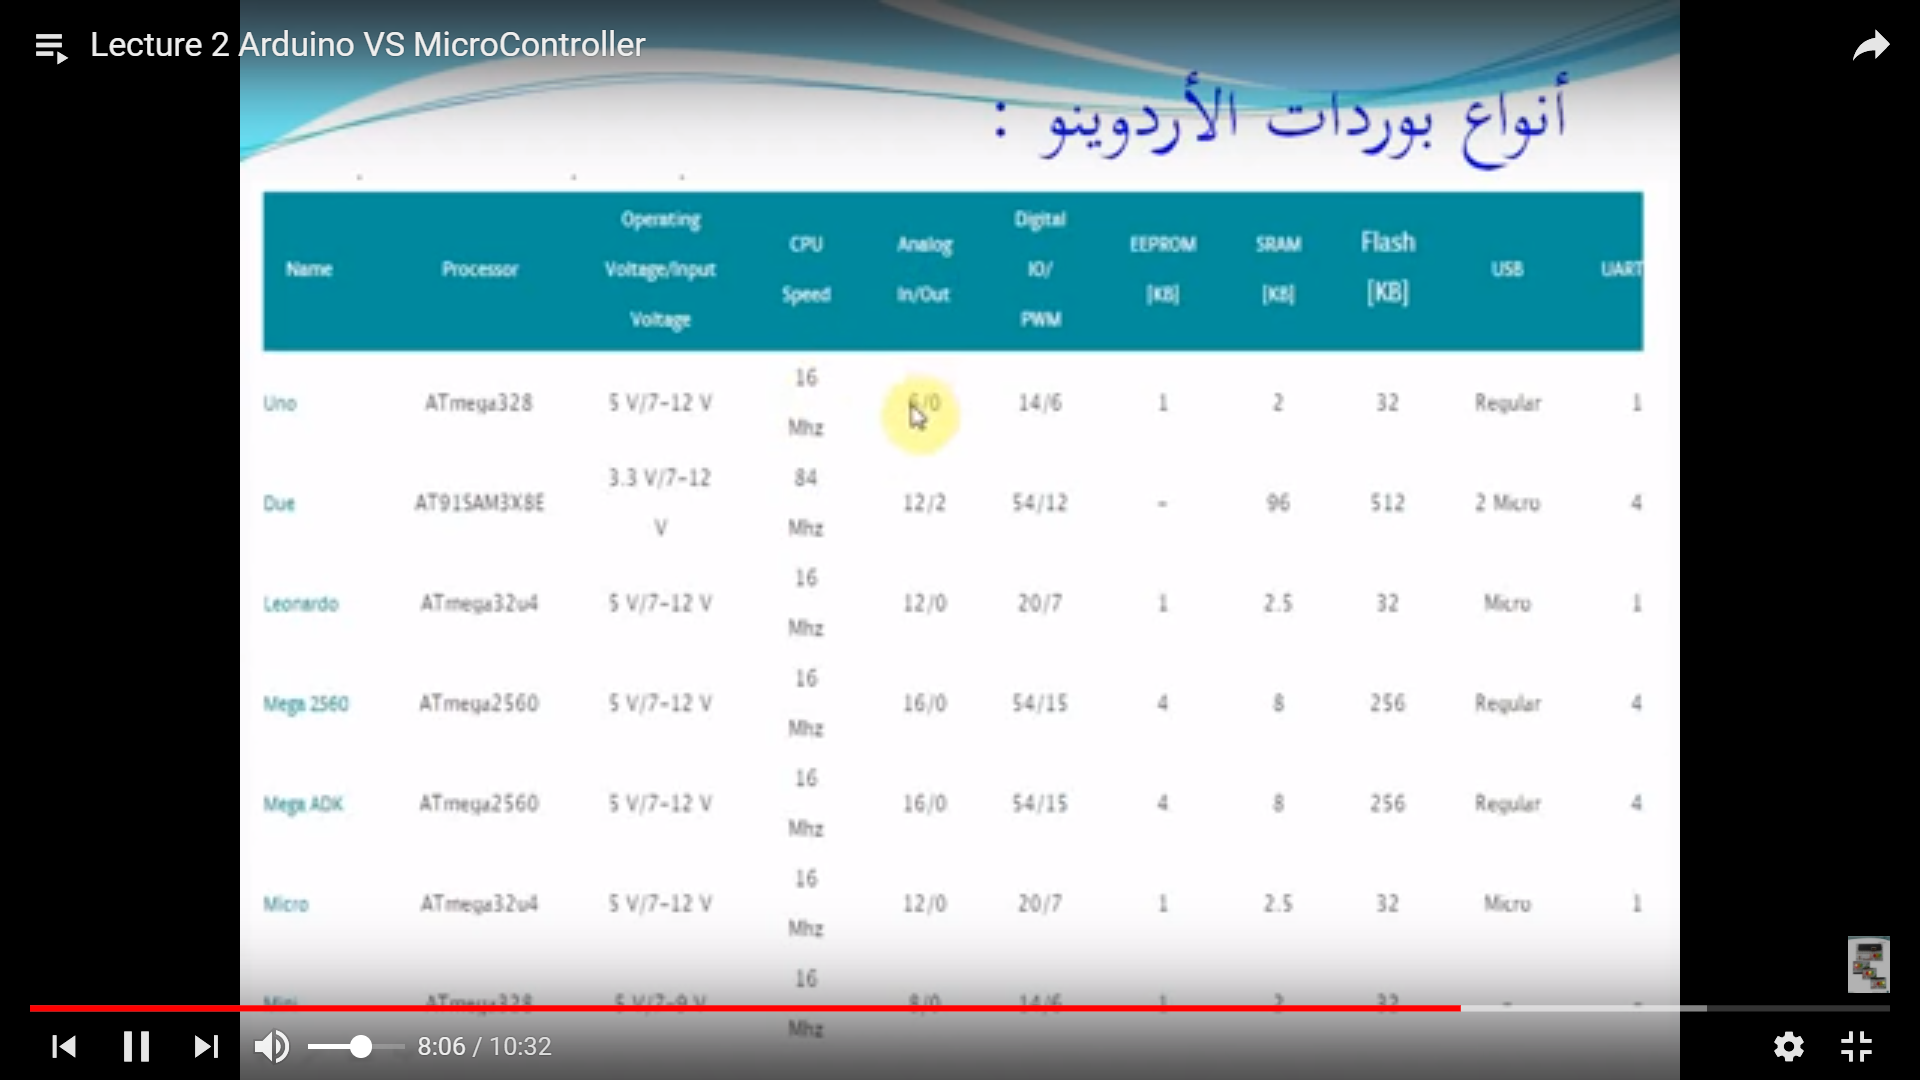 Lecture 2 Arduino VS MicroController
أنواع بوردات الأردوينو :
Name Processor Operating Voltage/Input Voltage CPU Speed Analog In/Out Digital IO/ PWM EEPROM [KB] SRAM [KB] Flash [KB] USB UART
Uno ATmega328 5 V/7-12 V 16 Mhz 6/0 14/6 1 2 32 Regular 1
Due AT91SAM3X8E 3.3 V/7-12 V 84 Mhz 12/2 54/12 - 96 512 2 Micro 4
Leonardo ATmega32u4 5 V/7-12 V 16 Mhz 12/0 20/7 1 2.5 32 Micro 1
Mega 2560 ATmega2560 5 V/7-12 V 16 Mhz 16/0 54/15 4 8 256 Regular 4
Mega ADK ATmega2560 5 V/7-12 V 16 Mhz 16/0 54/15 4 8 256 Regular 4
Micro ATmega32u4 5 V/7-12 V 16 Mhz 12/0 20/7 1 2.5 32 Micro 1
Mini ATmega328 5 V/7-9 V 16 Mhz 8/0 14/6 1 2 32 - -
8:06 / 10:32